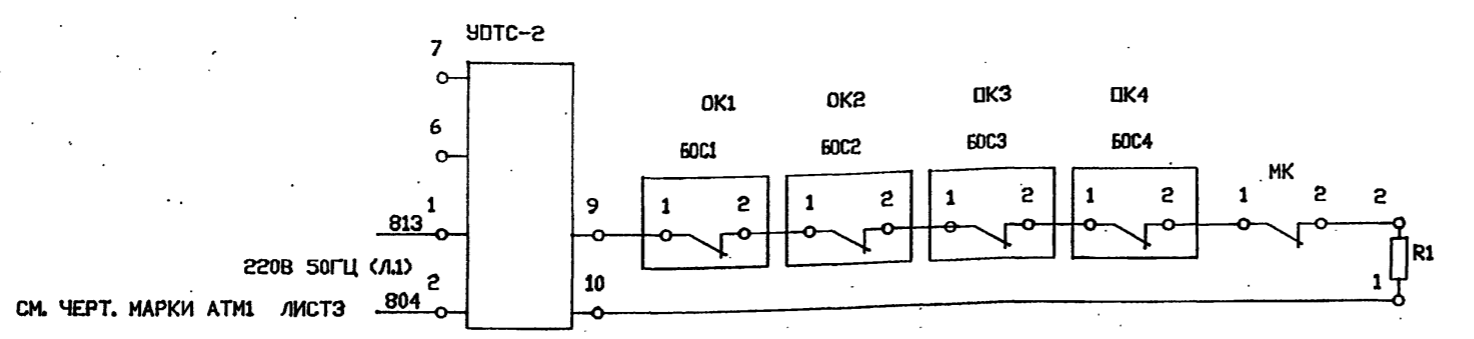 УОТС-2
7
ОК1 ОК2 ОК3 ОК4
6
БОС1 БОС2 БОС3 БОС4
МК
1 9 1 2 1 2 1 2 1 2 1 2 2
813
R1
220В 50ГЦ (Л.1)
2 10 1
СМ. ЧЕРТ. МАРКИ АТМ1 ЛИСТ3 804